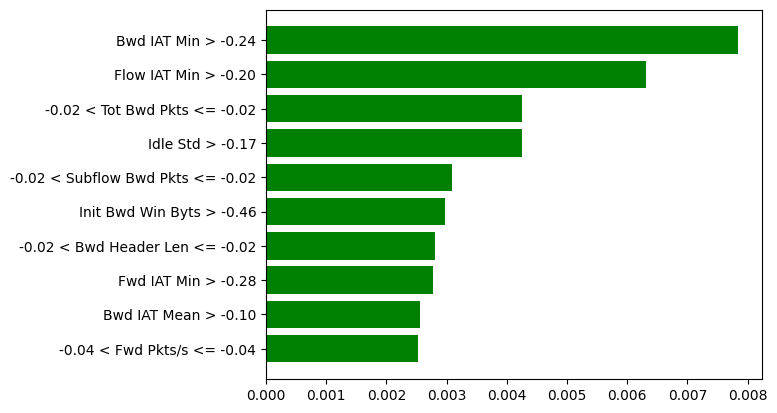 Bwd IAT Min > -0.24
Flow IAT Min > -0.20
-0.02 < Tot Bwd Pkts <= -0.02
Idle Std > -0.17
-0.02 < Subflow Bwd Pkts <= -0.02
Init Bwd Win Byts > -0.46
-0.02 < Bwd Header Len <= -0.02
Fwd IAT Min > -0.28
Bwd IAT Mean > -0.10
-0.04 < Fwd Pkts/s <= -0.04
0.000 0.001 0.002 0.003 0.004 0.005 0.006 0.007 0.008